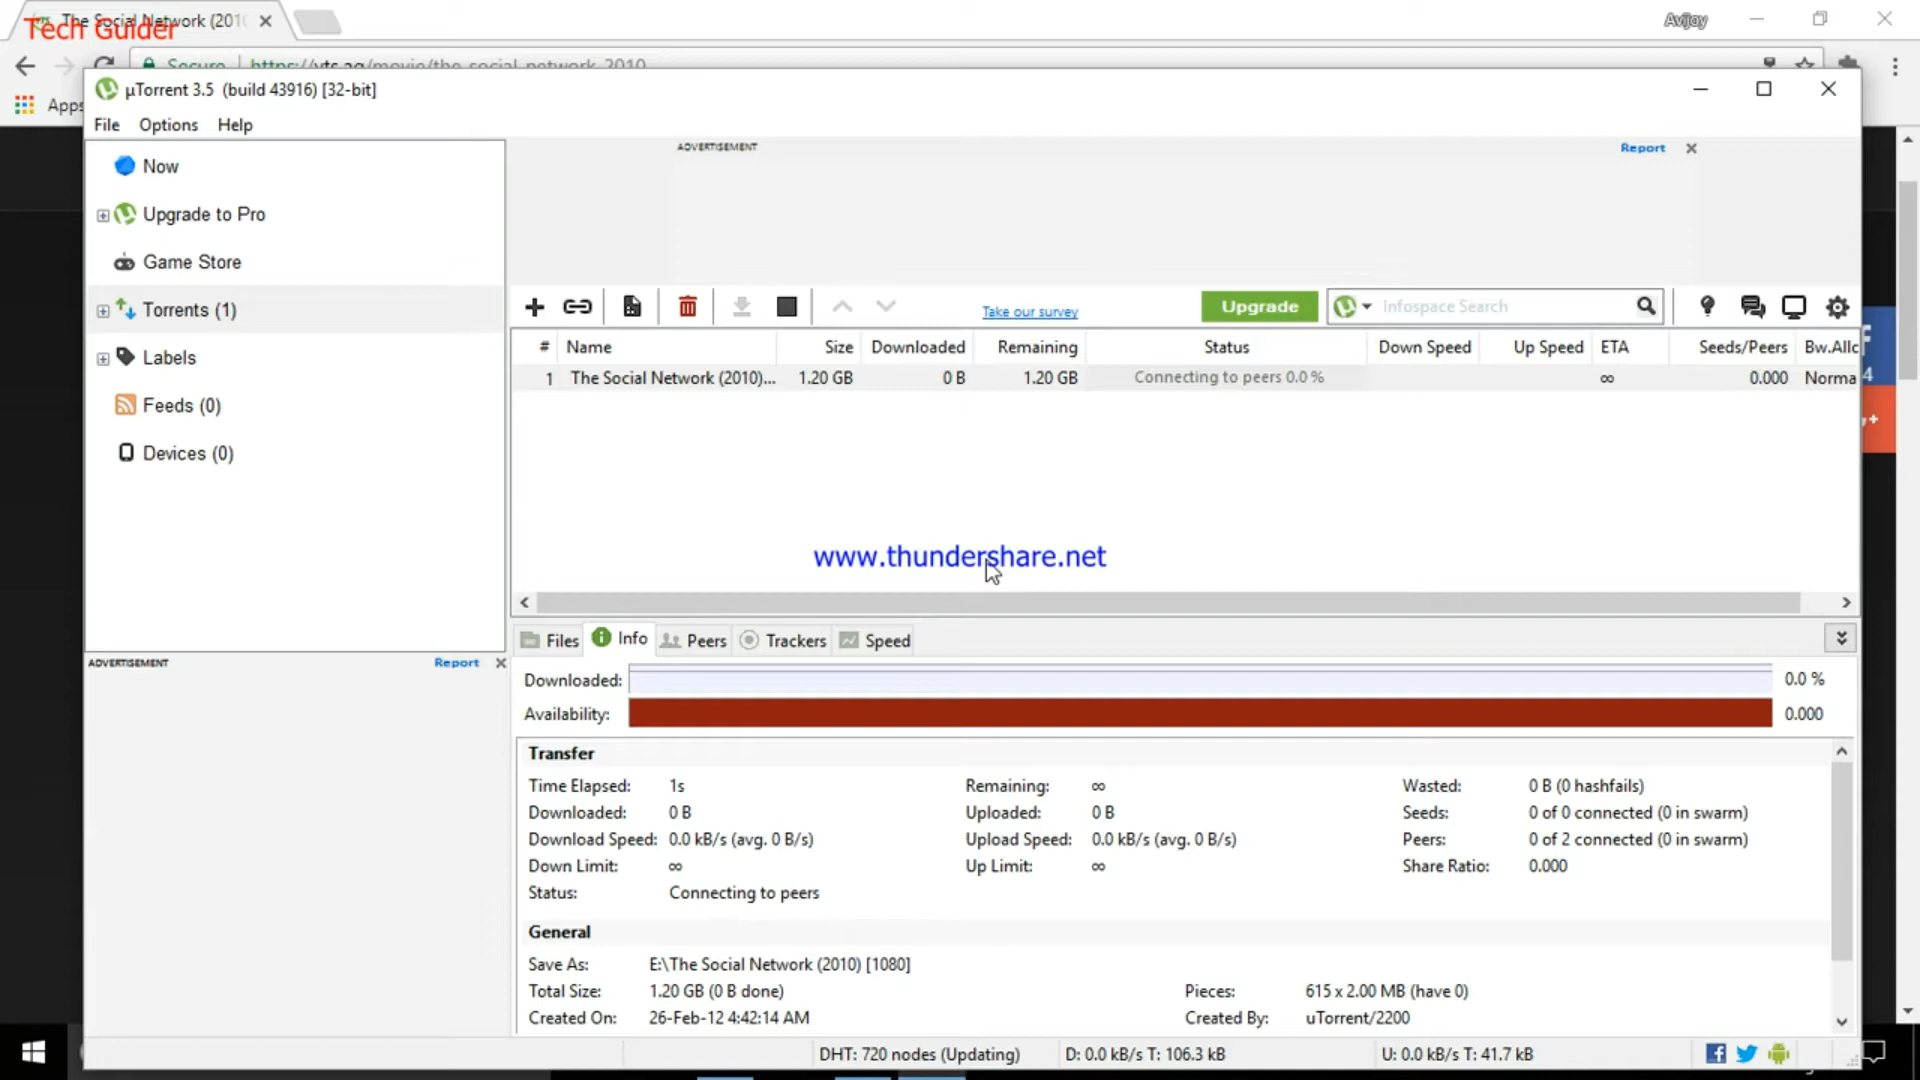 The Social Network (201
Tech Guider
Avijoy
Secure
https://yts.ag/movie/the-social-network-2010
Apps
µTorrent 3.5 (build 43916) [32-bit]
File Options Help
Now
Upgrade to Pro
Game Store
Torrents (1)
Labels
Feeds (0)
Devices (0)
ADVERTISEMENT Report
Take our survey
Upgrade
Infospace Search
# Name Size Downloaded Remaining Status Down Speed Up Speed ETA Seeds/Peers Bw.Allc
1 The Social Network (2010)... 1.20 GB 0 B 1.20 GB Connecting to peers 0.0 % ∞ 0.000 Norma
4
www.thundershare.net
Files Info Peers Trackers Speed
ADVERTISEMENT Report
Downloaded: 0.0 %
Availability: 0.000
Transfer
Time Elapsed: 1s Remaining: ∞ Wasted: 0 B (0 hashfails)
Downloaded: 0 B Uploaded: 0 B Seeds: 0 of 0 connected (0 in swarm)
Download Speed: 0.0 kB/s (avg. 0 B/s) Upload Speed: 0.0 kB/s (avg. 0 B/s) Peers: 0 of 2 connected (0 in swarm)
Down Limit: ∞ Up Limit: ∞ Share Ratio: 0.000
Status: Connecting to peers
General
Save As: E:\The Social Network (2010) [1080]
Total Size: 1.20 GB (0 B done) Pieces: 615 x 2.00 MB (have 0)
Created On: 26-Feb-12 4:42:14 AM Created By: uTorrent/2200
DHT: 720 nodes (Updating) D: 0.0 kB/s T: 106.3 kB U: 0.0 kB/s T: 41.7 kB